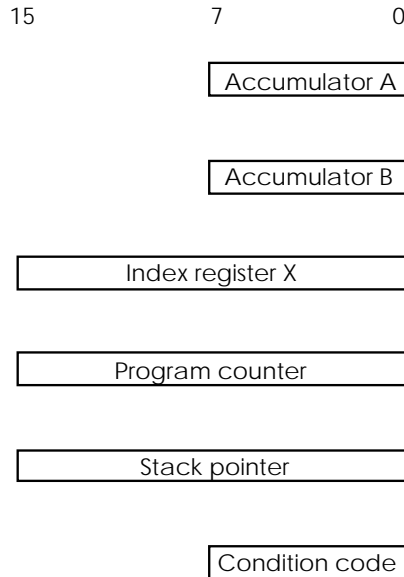 15 7 0
Accumulator A
Accumulator B
Index register X
Program counter
Stack pointer
Condition code